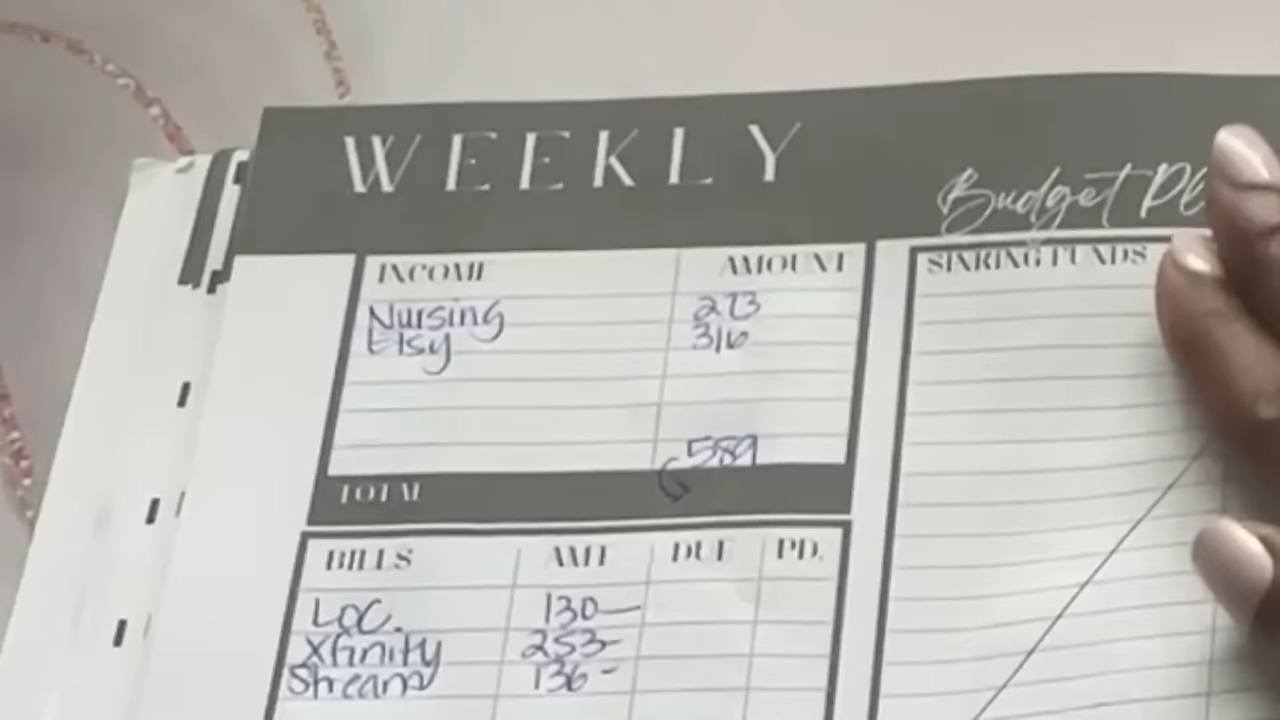 WEEKLY
Budget Pl
INCOME AMOUNT
Nursing 273
Etsy 316
589
TOTAL
SINKING FUNDS
BILLS AMT DUE PD.
LOC. 130—
Xfinity 253-
136-